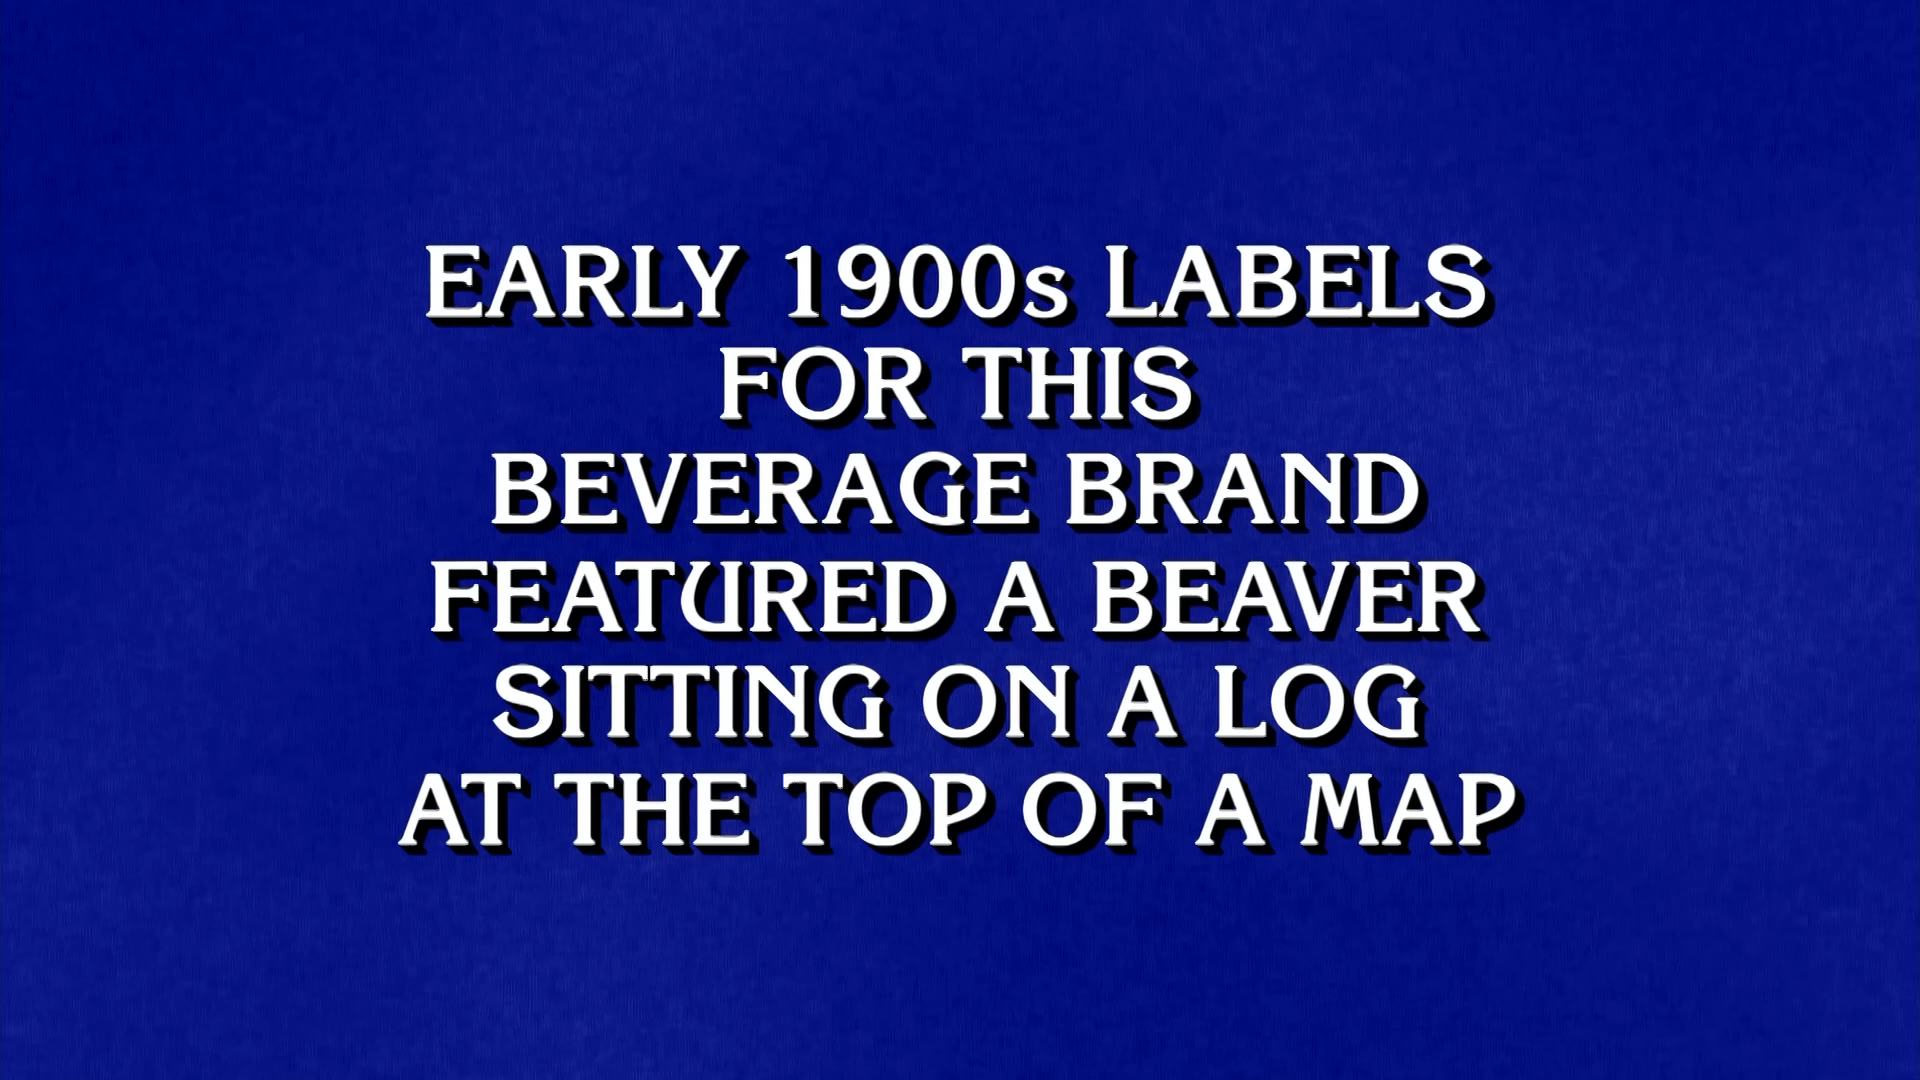 EARLY 1900s LABELS
FOR THIS
BEVERAGE BRAND
FEATURED A BEAVER
SITTING ON A LOG
AT THE TOP OF A MAP